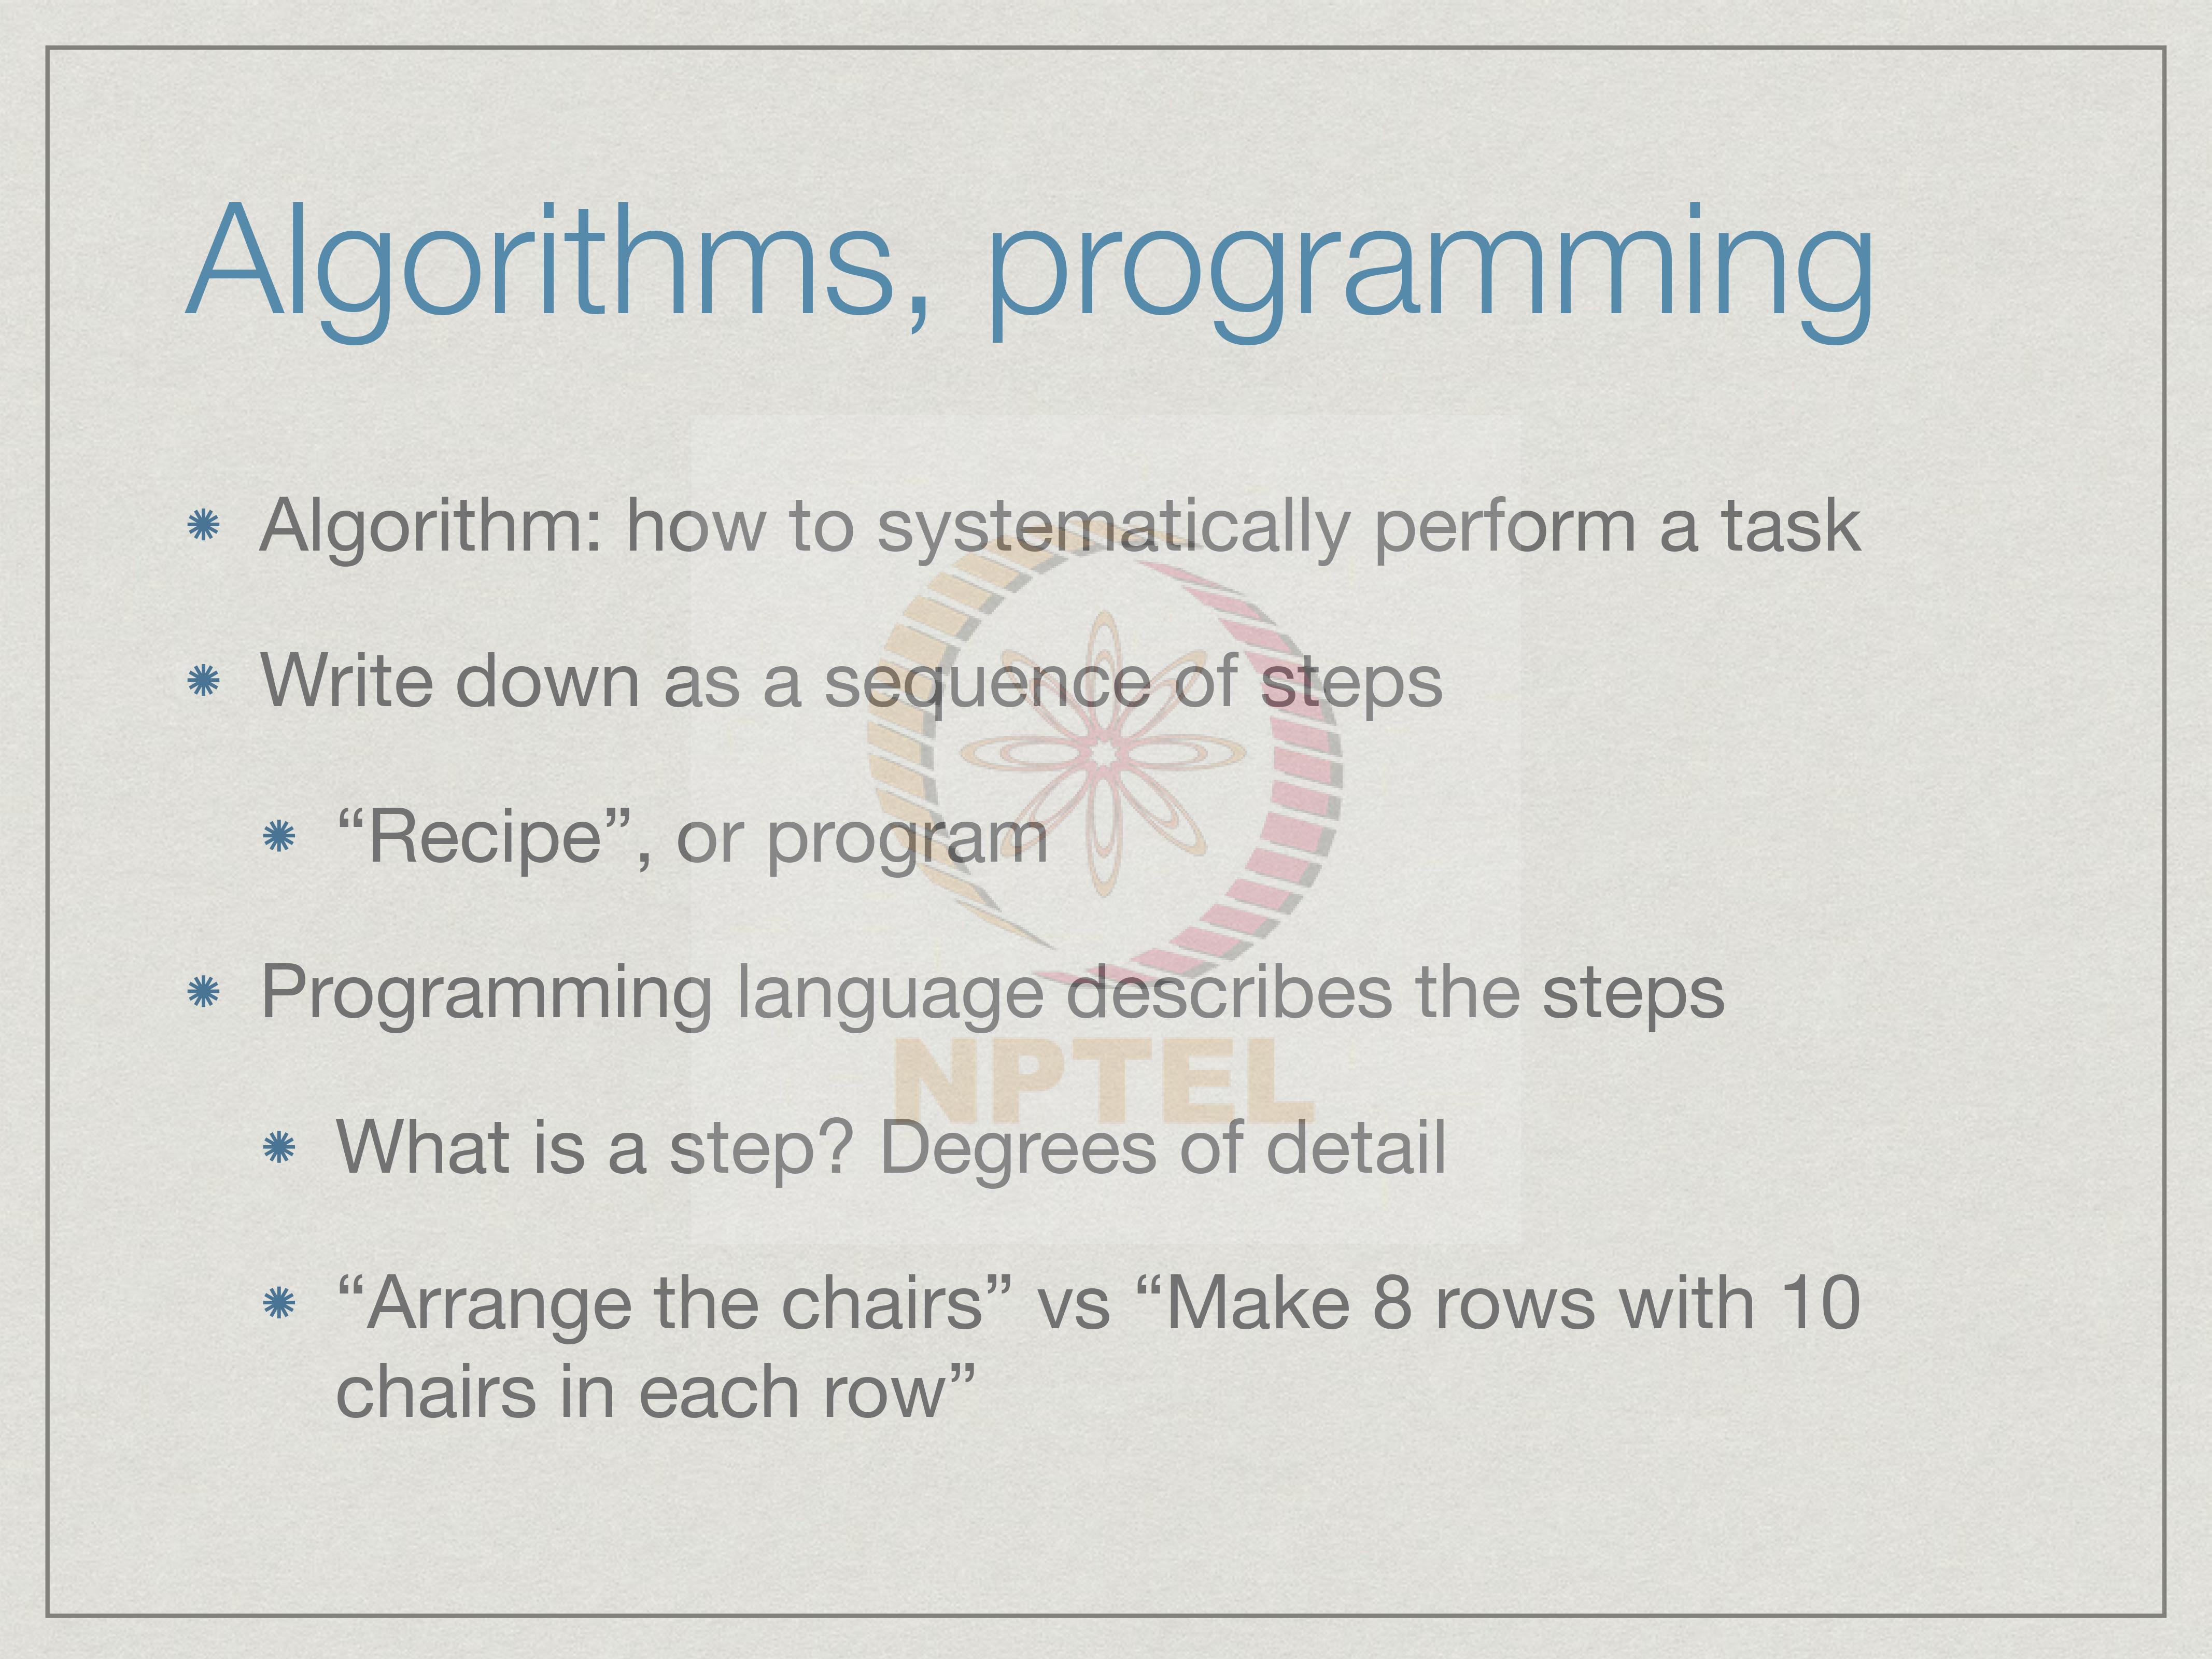 Algorithms, programming
Algorithm: how to systematically perform a task
Write down as a sequence of steps
“Recipe”, or program
Programming language describes the steps
NPTEL
What is a step? Degrees of detail
“Arrange the chairs” vs “Make 8 rows with 10
chairs in each row”